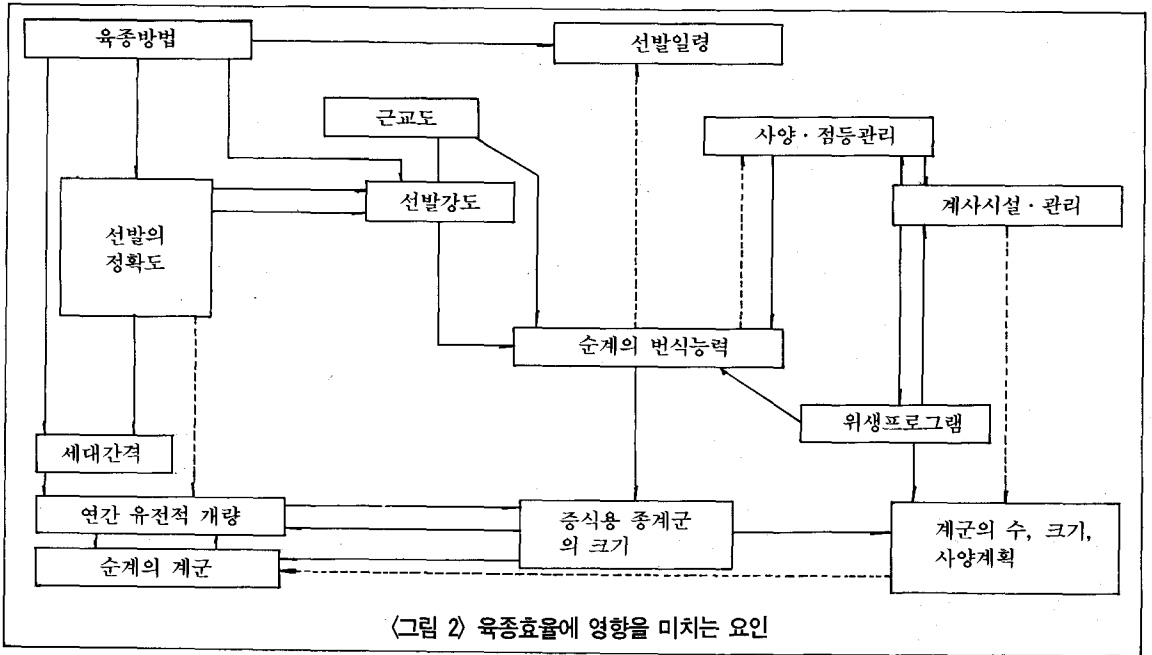 육종방법
선발일령
근교도
사양·점등관리
선발강도
계사시설·관리
선발의
정확도
순계의 번식능력
위생프로그램
세대간격
연간 유전적 개량
증식용 종계군
의 크기
계군의 수, 크기,
사양계획
순계의 계군
〈그림 2〉 육종효율에 영향을 미치는 요인